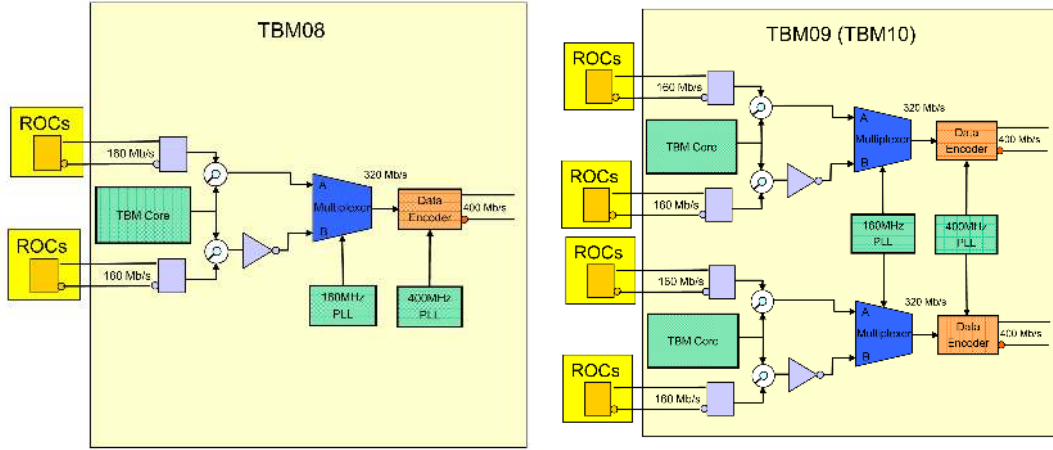 TBM08
ROCs
160 Mb/s
TBM Core
ROCs
160 Mb/s
A
Multiplexer
B
320 Mb/s
Data
Encoder
400 Mb/s
160MHz
PLL
400MHz
PLL
TBM09 (TBM10)
ROCs
160 Mb/s
TBM Core
ROCs
160 Mb/s
A
Multiplexer
B
320 Mb/s
Data
Encoder
400 Mb/s
160MHz
PLL
400MHz
PLL
ROCs
160 Mb/s
TBM Core
ROCs
160 Mb/s
A
Multiplexer
B
320 Mb/s
Data
Encoder
400 Mb/s